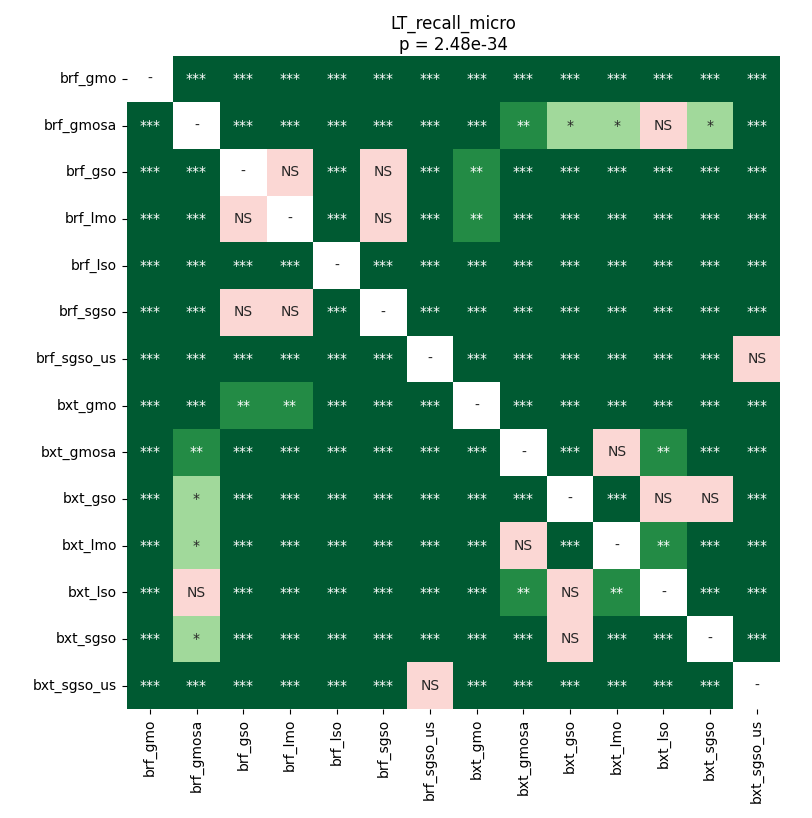 LT_recall_micro
p = 2.48e-34
brf_gmo - *** *** *** *** *** *** *** *** *** *** *** *** ***
brf_gmosa *** - *** *** *** *** *** *** ** * * NS * ***
brf_gso *** *** - NS *** NS *** ** *** *** *** *** *** ***
brf_lmo *** *** NS - *** NS *** ** *** *** *** *** *** ***
brf_lso *** *** *** *** - *** *** *** *** *** *** *** *** ***
brf_sgso *** *** NS NS *** - *** *** *** *** *** *** *** ***
brf_sgso_us *** *** *** *** *** *** - *** *** *** *** *** *** NS
bxt_gmo *** *** ** ** *** *** *** - *** *** *** *** *** ***
bxt_gmosa *** ** *** *** *** *** *** *** - *** NS ** *** ***
bxt_gso *** * *** *** *** *** *** *** *** - *** NS NS ***
bxt_lmo *** * *** *** *** *** *** *** NS *** - ** *** ***
bxt_lso *** NS *** *** *** *** *** *** ** NS ** - *** ***
bxt_sgso *** * *** *** *** *** *** *** *** NS *** *** - ***
bxt_sgso_us *** *** *** *** *** *** NS *** *** *** *** *** *** -
brf_gmo brf_gmosa brf_gso brf_lmo brf_lso brf_sgso brf_sgso_us bxt_gmo bxt_gmosa bxt_gso bxt_lmo bxt_lso bxt_sgso bxt_sgso_us